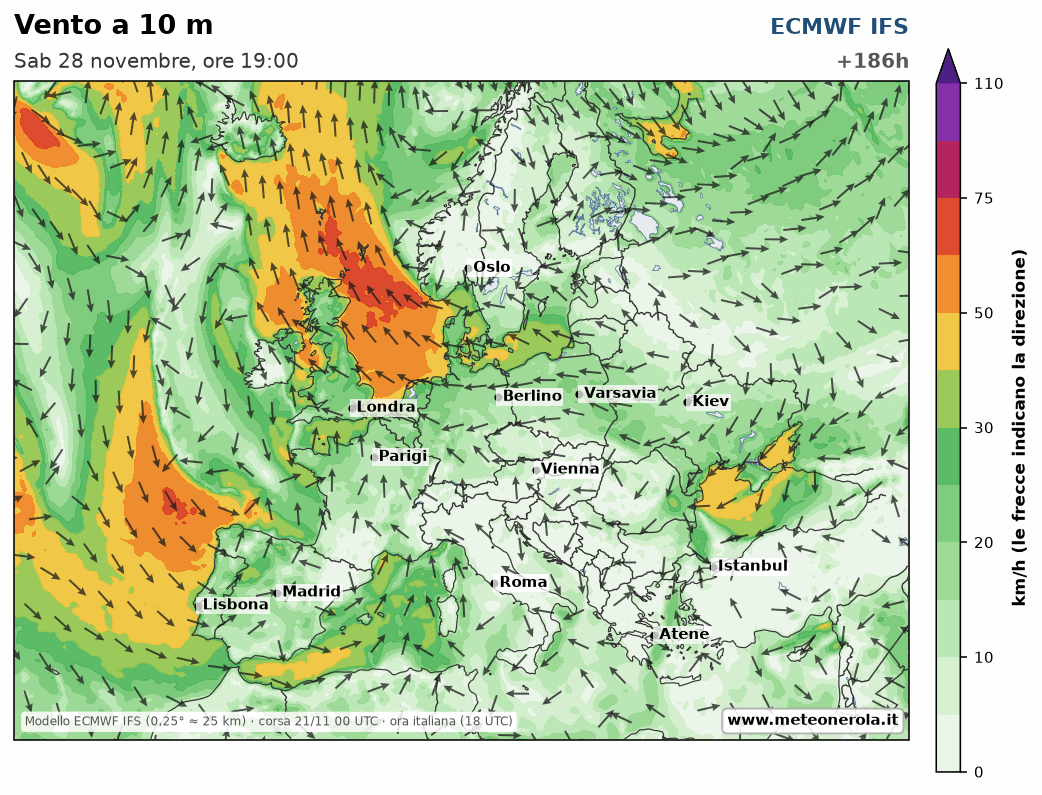 Vento a 10 m
ECMWF IFS
Sab 28 novembre, ore 19:00
+186h
110
75
50
30
20
10
0
km/h (le frecce indicano la direzione)
Oslo
Berlino
Varsavia
Kiev
Londra
Parigi
Vienna
Istanbul
Roma
Madrid
Lisbona
Atene
Modello ECMWF IFS (0,25° ≈ 25 km) · corsa 21/11 00 UTC · ora italiana (18 UTC)
www.meteonerola.it